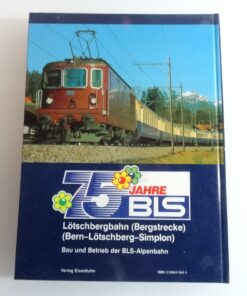 75 JAHRE
BLS
Lötschbergbahn (Bergstrecke)
(Bern–Lötschberg–Simplon)
Bau und Betrieb der BLS-Alpenbahn
Verlag Eisenbahn